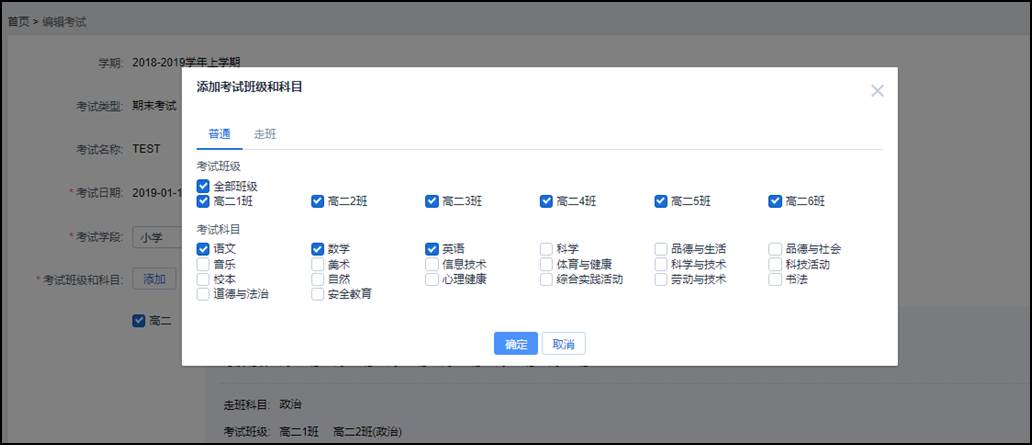 首页 > 编辑考试
学期: 2018-2019学年上学期
考试类型: 期末考试
考试名称: TEST
* 考试日期: 2019-01-1
* 考试学段: 小学
* 考试班级和科目: 添加
高二
添加考试班级和科目
普通 走班
考试班级
全部班级
高二1班 高二2班 高二3班 高二4班 高二5班 高二6班
考试科目
语文 数学 英语 科学 品德与生活 品德与社会
音乐 美术 信息技术 体育与健康 科学与技术 科技活动
校本 自然 心理健康 综合实践活动 劳动与技术 书法
道德与法治 安全教育
确定 取消
走班科目: 政治
考试班级: 高二1班 高二2班(政治)